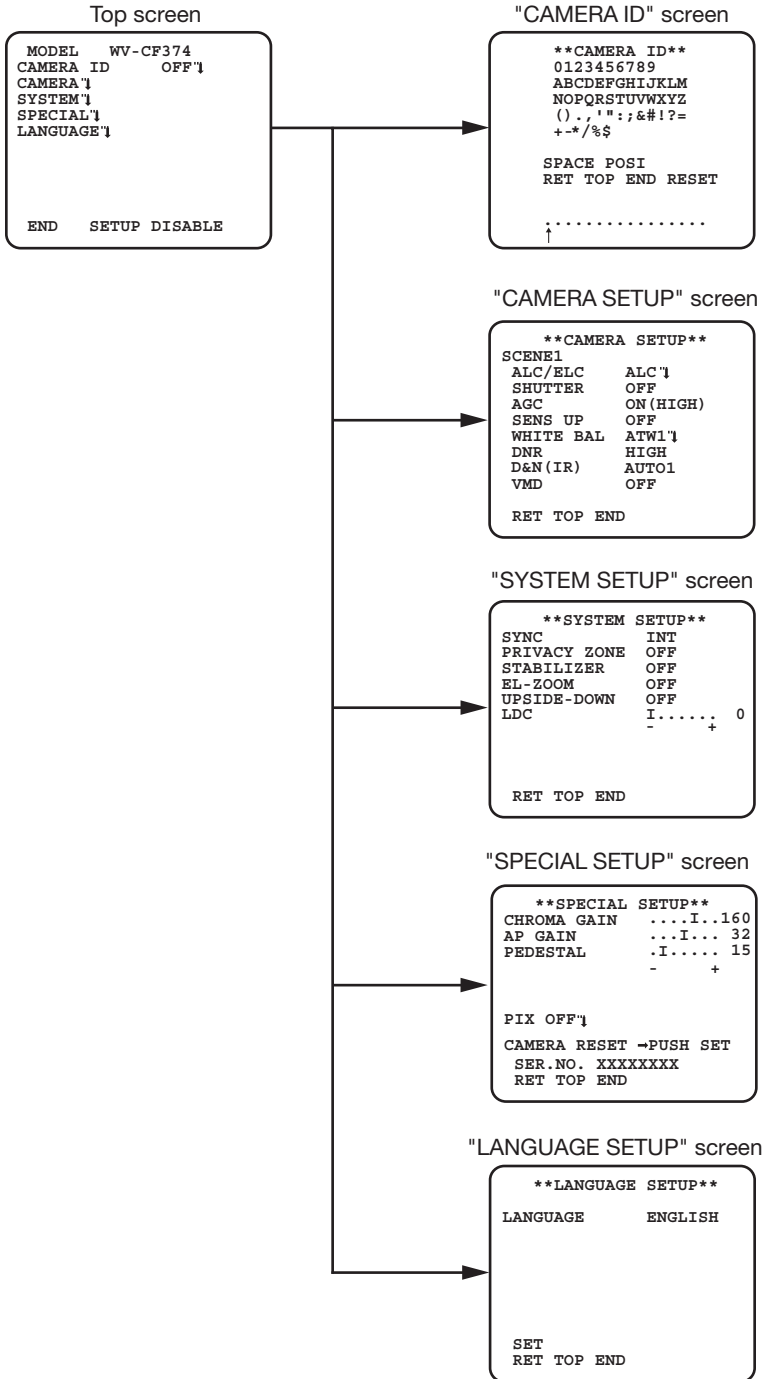 Top screen
MODEL WV-CF374
CAMERA ID OFF
CAMERA
SYSTEM
SPECIAL
LANGUAGE
END SETUP DISABLE
"CAMERA ID" screen
**CAMERA ID**
0123456789
ABCDEFGHIJKLM
NOPQRSTUVWXYZ
().,'":;&#!?=
+-*/%$
SPACE POSI
RET TOP END RESET
................
↑
"CAMERA SETUP" screen
**CAMERA SETUP**
SCENE1
ALC/ELC ALC
SHUTTER OFF
AGC ON(HIGH)
SENS UP OFF
WHITE BAL ATW1
DNR HIGH
D&N(IR) AUTO1
VMD OFF
RET TOP END
"SYSTEM SETUP" screen
**SYSTEM SETUP**
SYNC INT
PRIVACY ZONE OFF
STABILIZER OFF
EL-ZOOM OFF
UPSIDE-DOWN OFF
LDC I...... 0
- +
RET TOP END
"SPECIAL SETUP" screen
**SPECIAL SETUP**
CHROMA GAIN ....I..160
AP GAIN ...I... 32
PEDESTAL .I..... 15
- +
PIX OFF
CAMERA RESET →PUSH SET
SER.NO. XXXXXXXX
RET TOP END
"LANGUAGE SETUP" screen
**LANGUAGE SETUP**
LANGUAGE ENGLISH
SET
RET TOP END